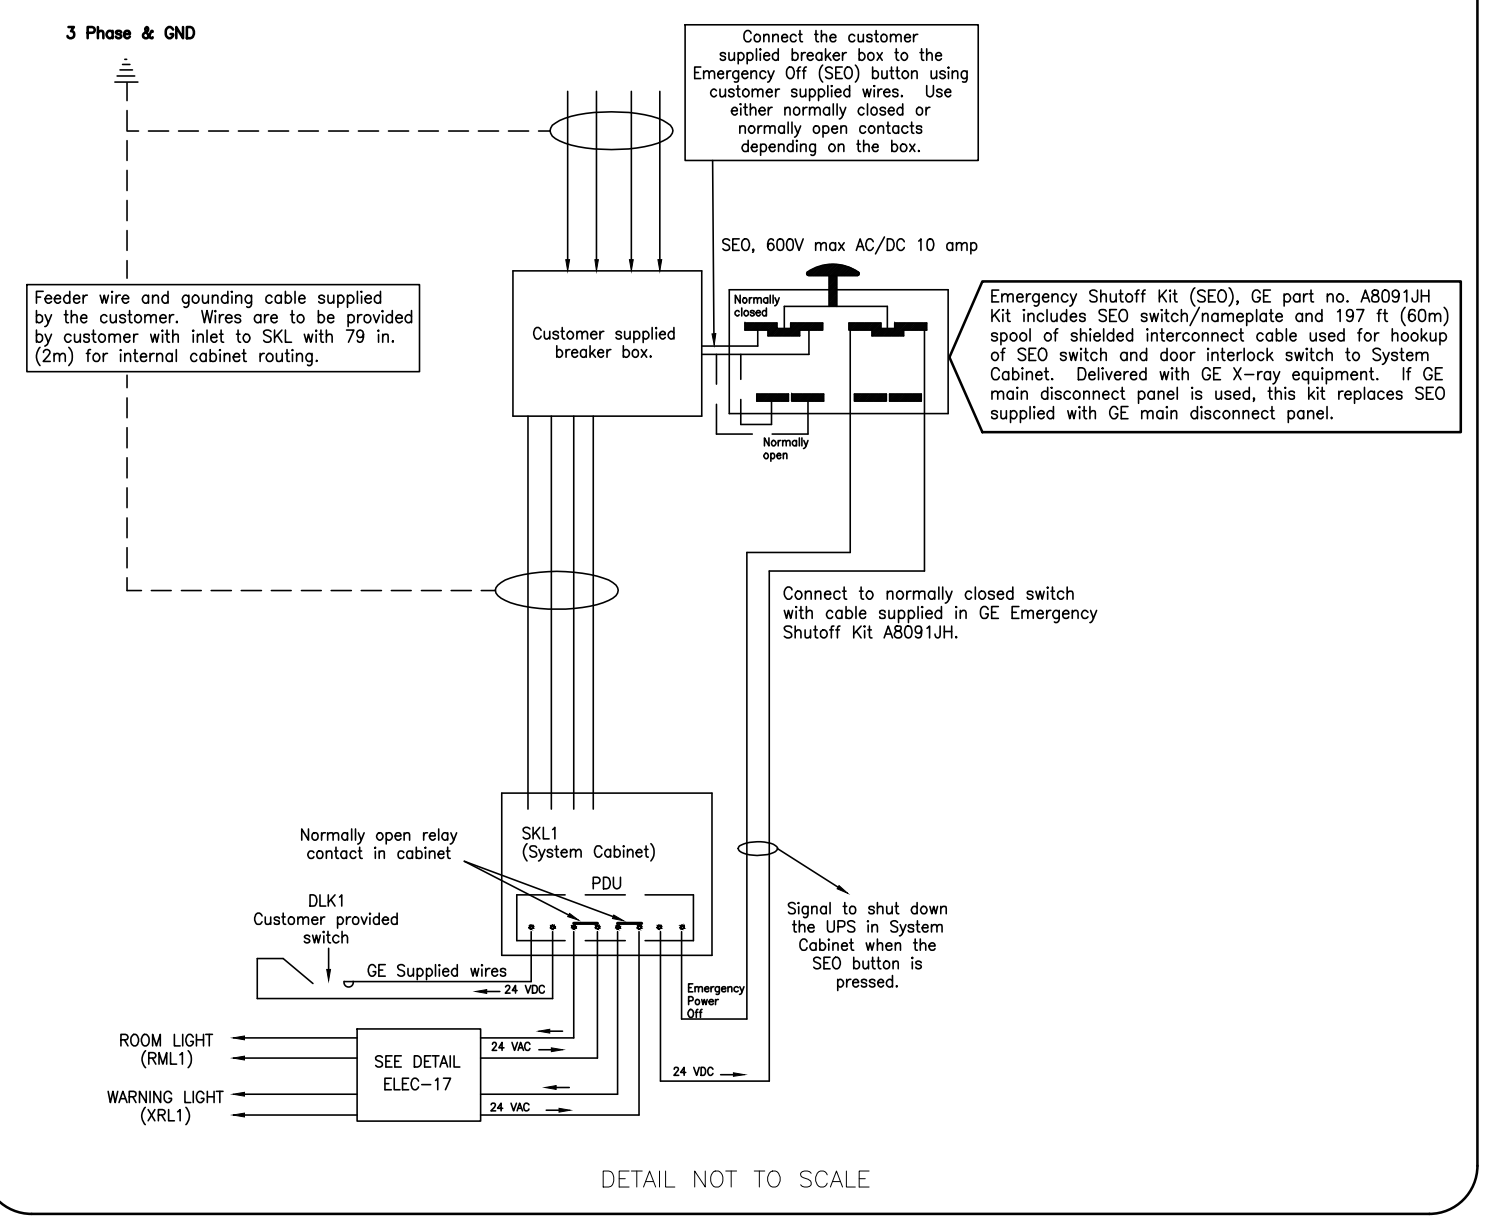 3 Phase & GND
Connect the customer
supplied breaker box to the
Emergency Off (SEO) button using
customer supplied wires. Use
either normally closed or
normally open contacts
depending on the box.
SEO, 600V max AC/DC 10 amp
Feeder wire and gounding cable supplied
by the customer. Wires are to be provided
by customer with inlet to SKL with 79 in.
(2m) for internal cabinet routing.
Customer supplied
breaker box.
Normally
closed
Normally
open
Emergency Shutoff Kit (SEO), GE part no. A8091JH
Kit includes SEO switch/nameplate and 197 ft (60m)
spool of shielded interconnect cable used for hookup
of SEO switch and door interlock switch to System
Cabinet. Delivered with GE X-ray equipment. If GE
main disconnect panel is used, this kit replaces SEO
supplied with GE main disconnect panel.
Connect to normally closed switch
with cable supplied in GE Emergency
Shutoff Kit A8091JH.
Normally open relay
contact in cabinet
SKL1
(System Cabinet)
PDU
DLK1
Customer provided
switch
GE Supplied wires
24 VDC
Signal to shut down
the UPS in System
Cabinet when the
SEO button is
pressed.
Emergency
Power
Off
ROOM LIGHT
(RML1)
SEE DETAIL
ELEC-17
24 VAC
24 VDC
WARNING LIGHT
(XRL1)
24 VAC
DETAIL NOT TO SCALE